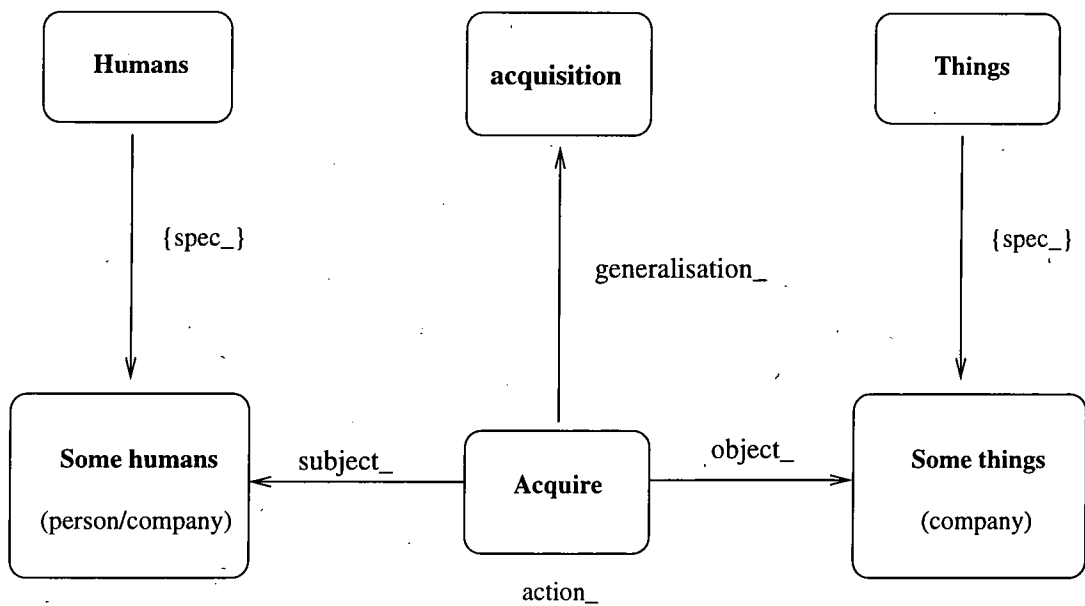 Humans
acquisition
Things
{spec_}
{spec_}
generalisation_
Some humans
(person/company)
subject_
Acquire
object_
Some things
(company)
action_